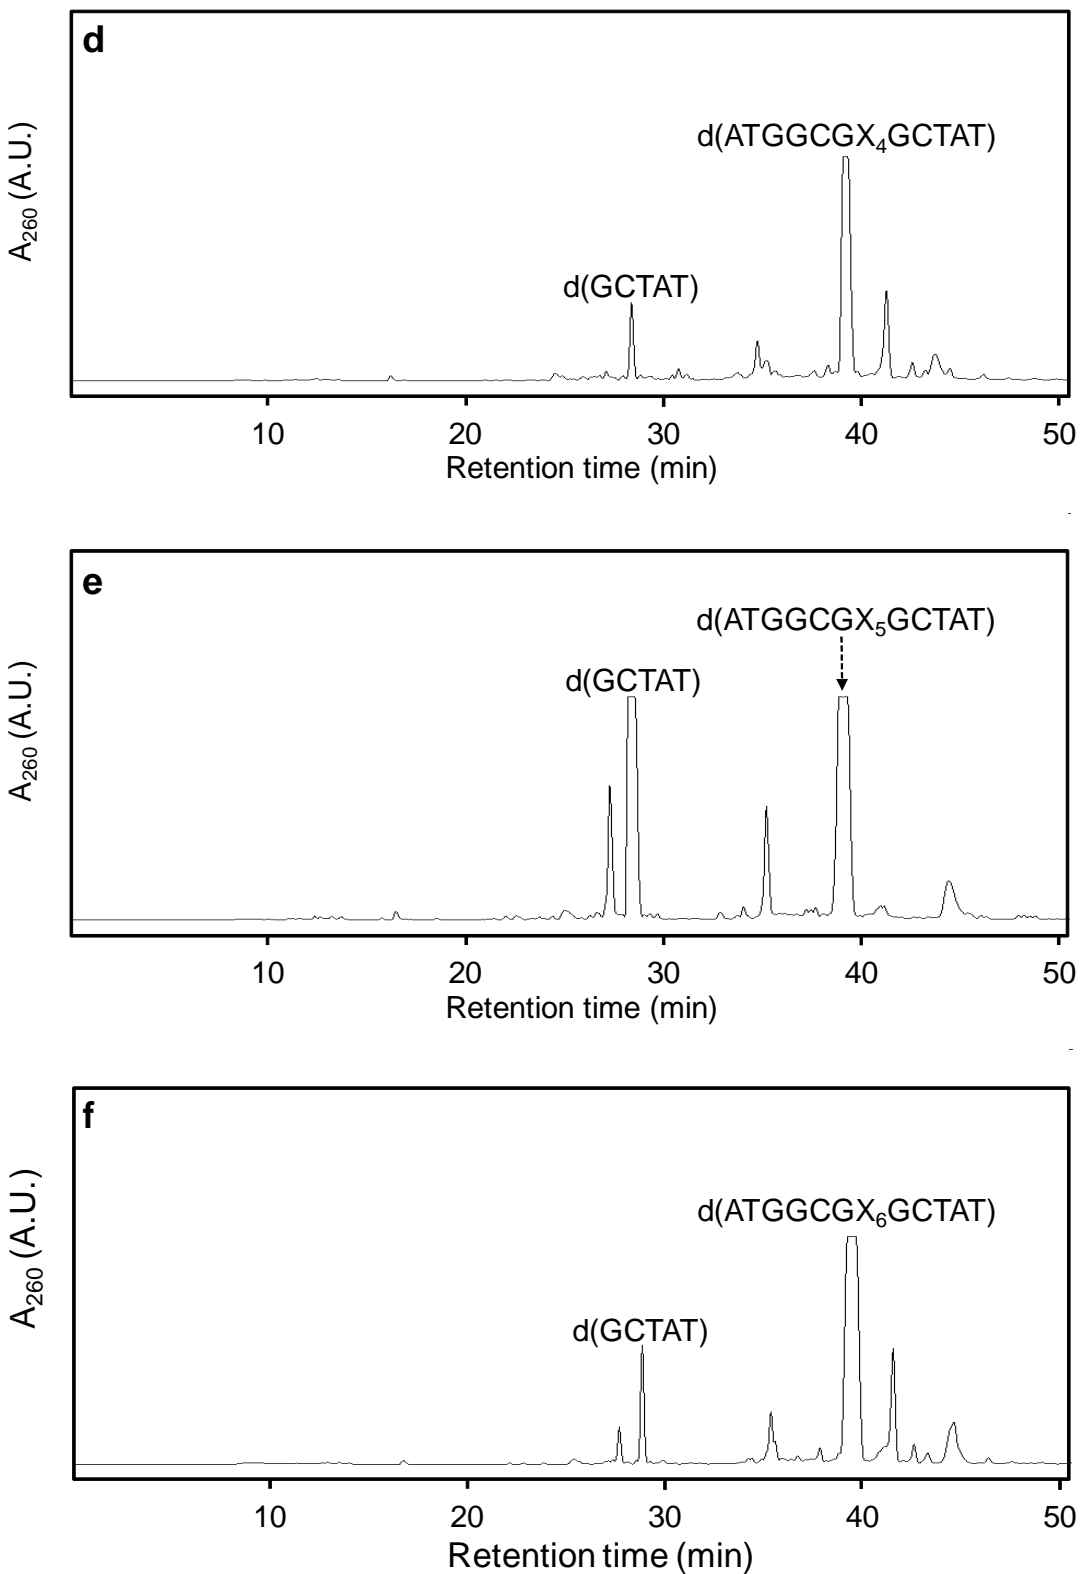 d
d(ATGGCGX₄GCTAT)
d(GCTAT)
A₂₆₀ (A.U.)
10 20 30 40 50
Retention time (min)
e
d(ATGGCGX₅GCTAT)
d(GCTAT)
A₂₆₀ (A.U.)
10 20 30 40 50
Retention time (min)
f
d(ATGGCGX₆GCTAT)
d(GCTAT)
A₂₆₀ (A.U.)
10 20 30 40 50
Retention time (min)